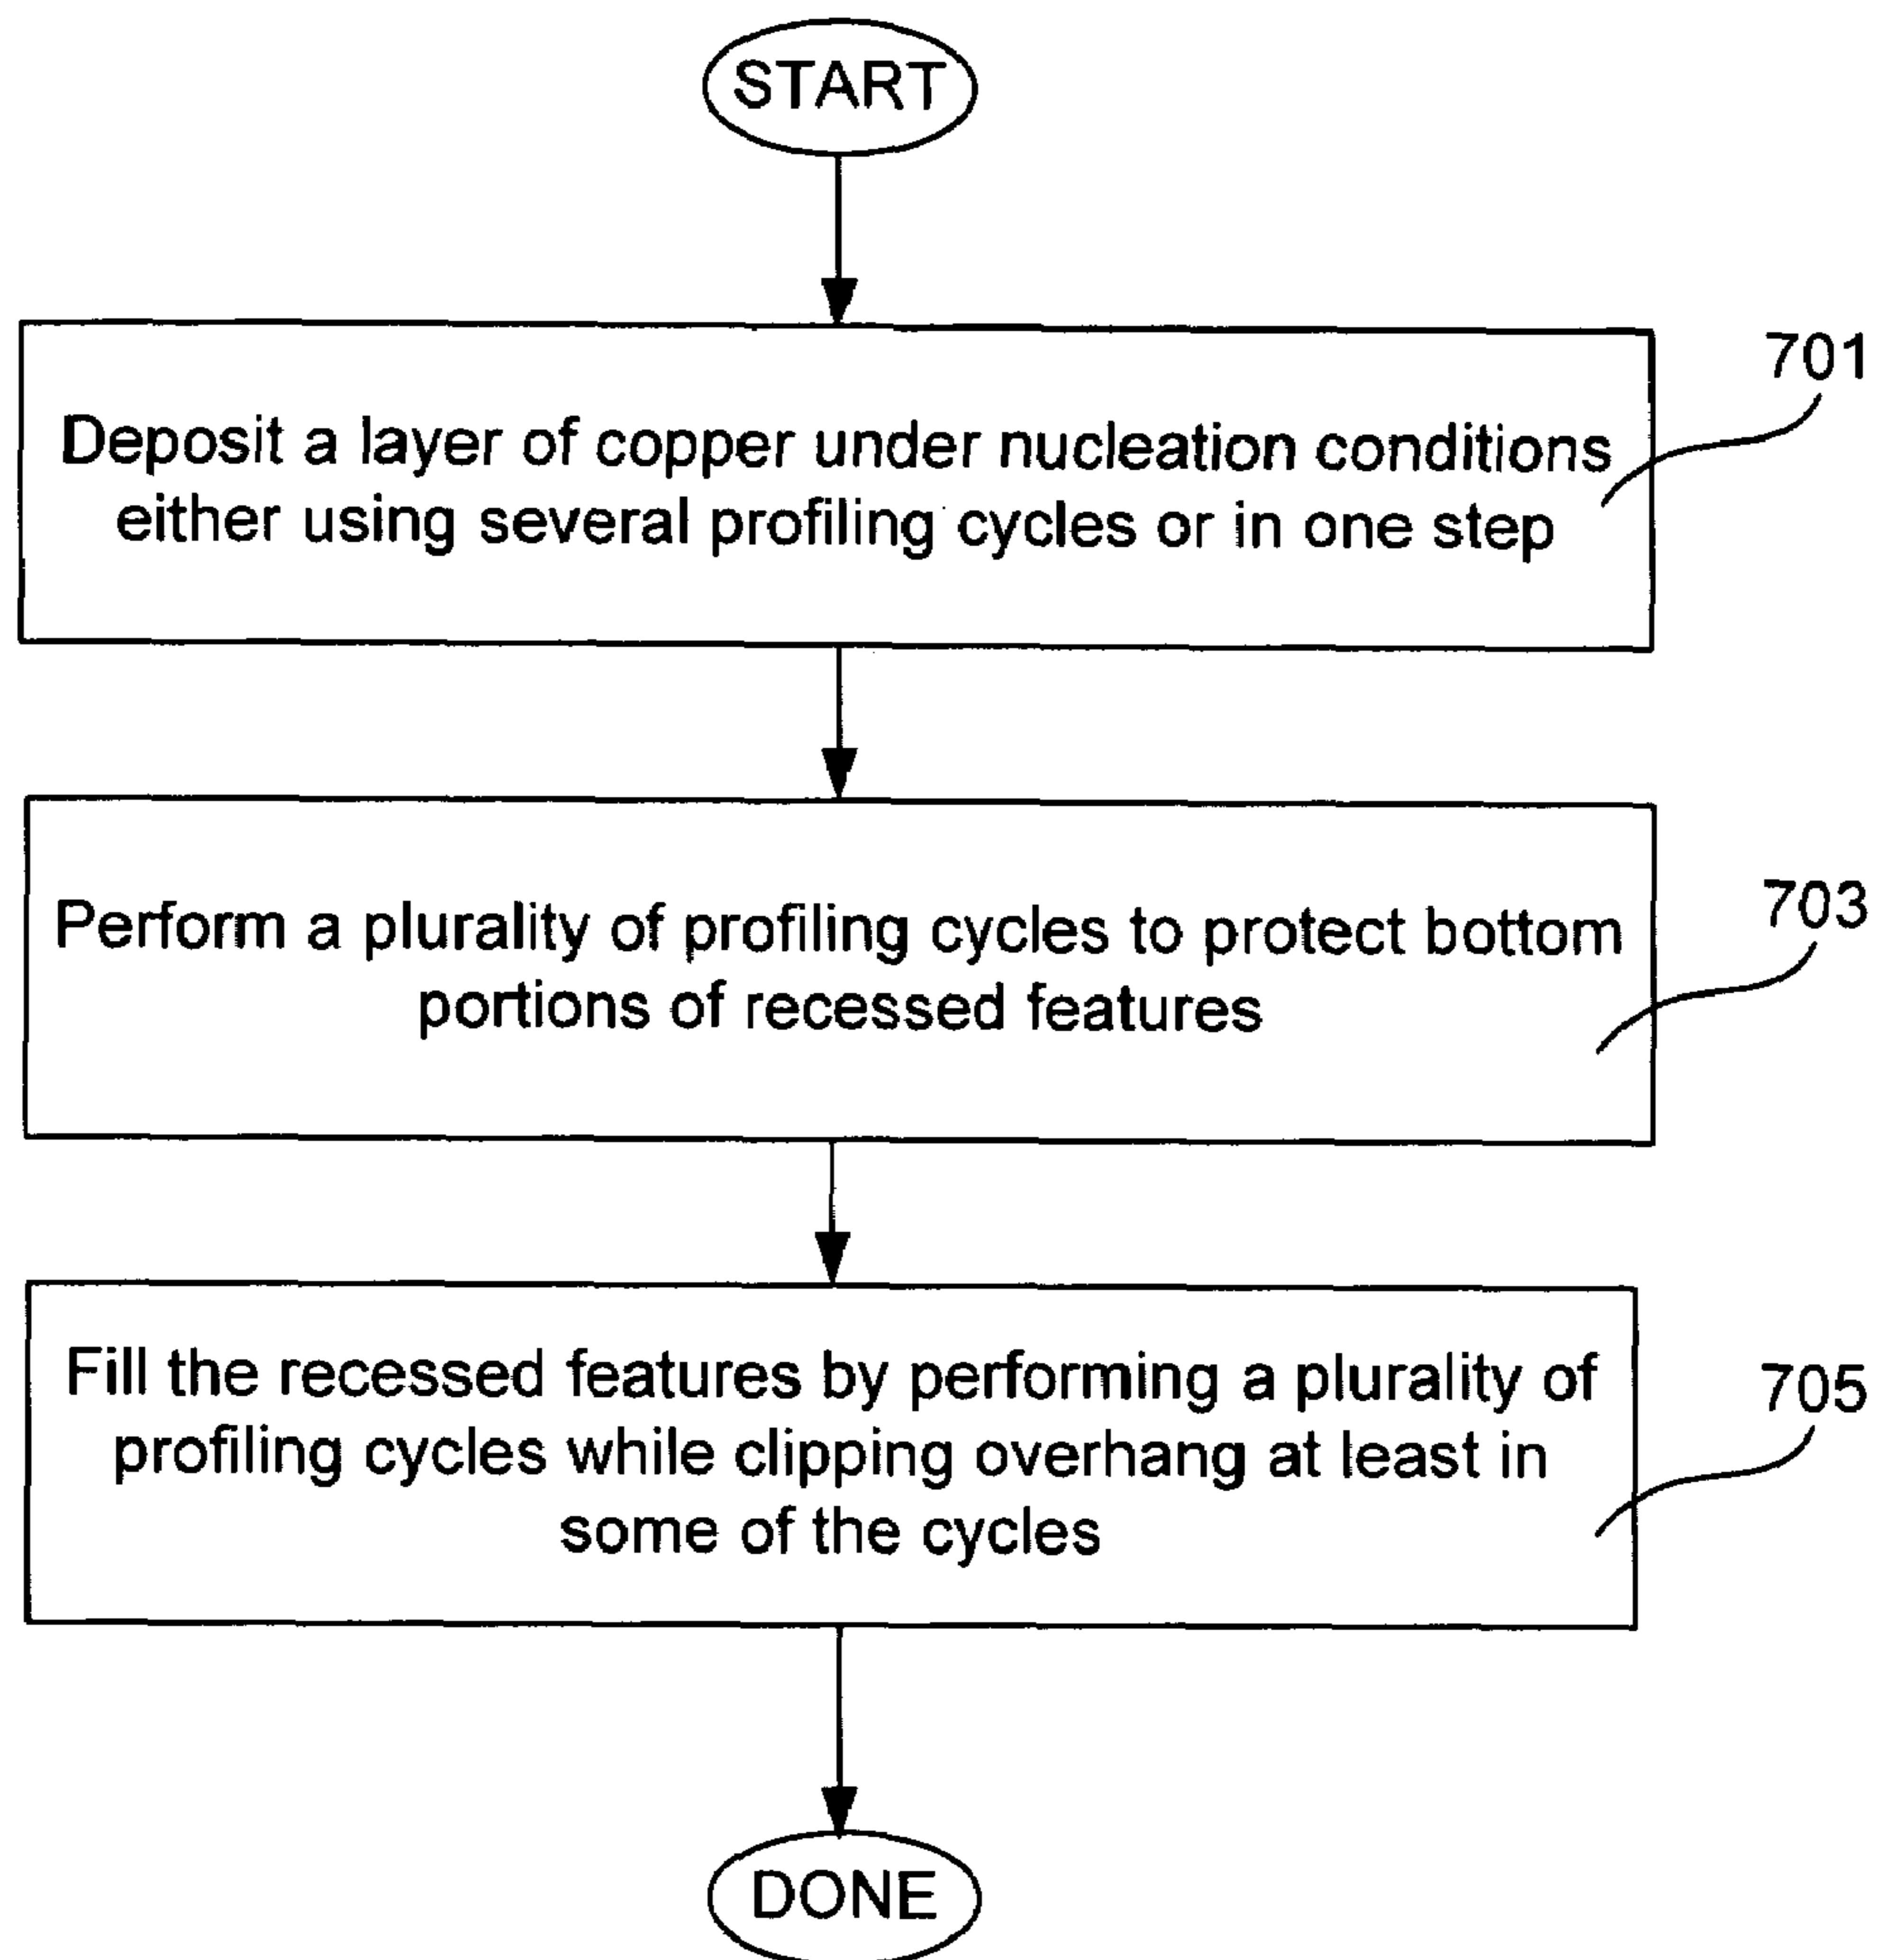 START
701
Deposit a layer of copper under nucleation conditions
either using several profiling cycles or in one step
703
Perform a plurality of profiling cycles to protect bottom
portions of recessed features
705
Fill the recessed features by performing a plurality of
profiling cycles while clipping overhang at least in
some of the cycles
DONE